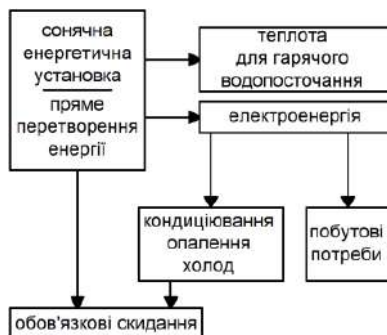 сонячна
енергетична
установка
пряме
перетворення
енергії
теплота
для гарячого
водопосточання
електроенергія
кондиціювання
опалення
холод
побутові
потреби
обов'язкові скидання